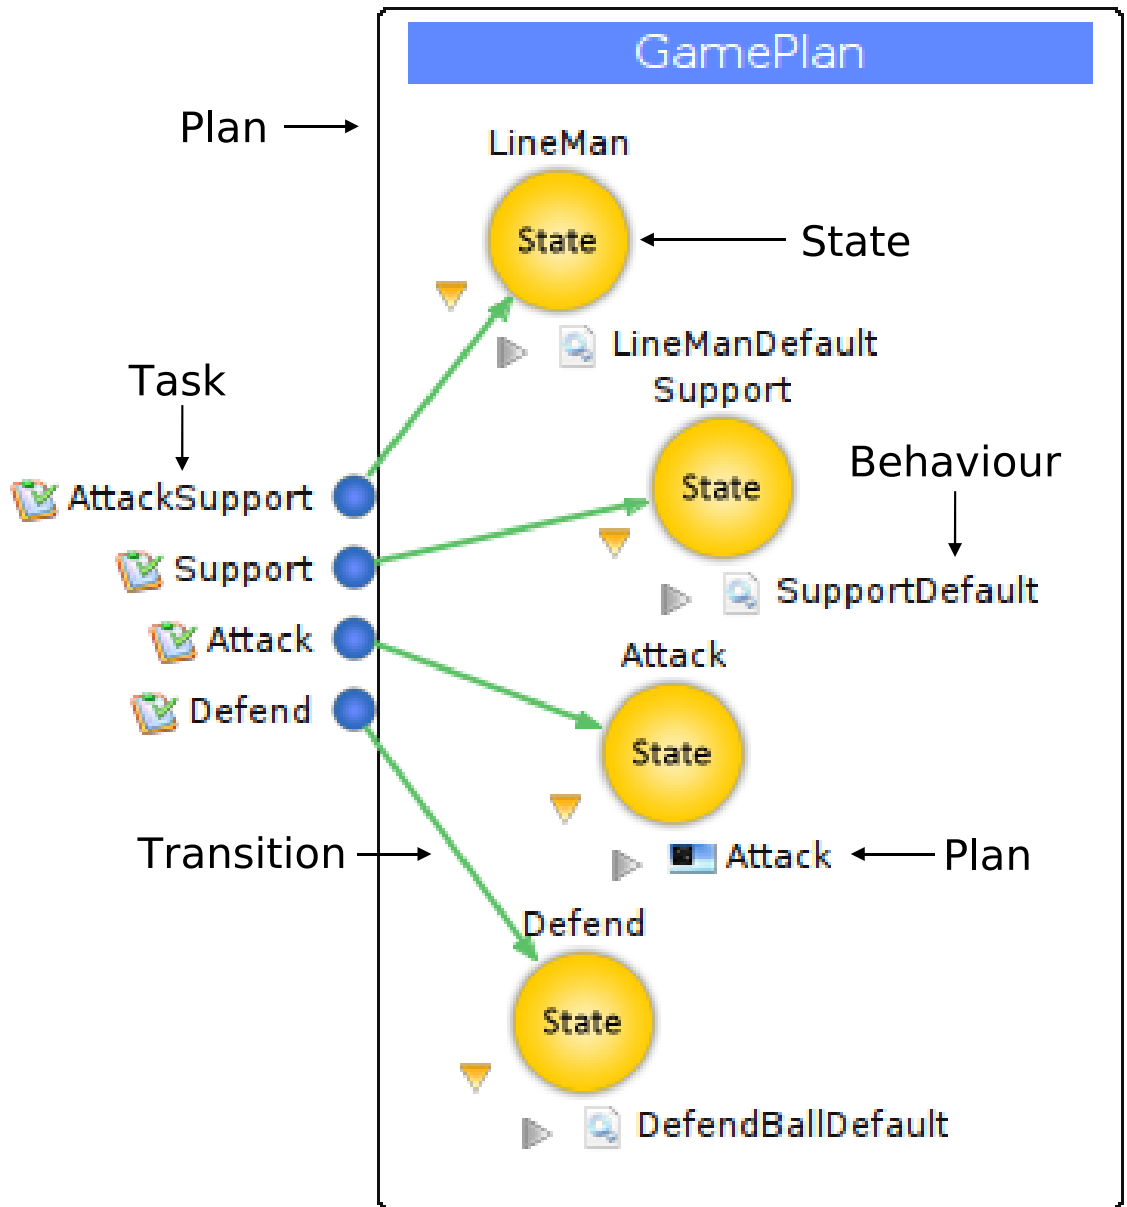 GamePlan
Plan
LineMan
State
State
LineManDefault
Task
Support
State
Behaviour
AttackSupport
SupportDefault
Support
Attack
Attack
State
Defend
Transition
Attack
Plan
Defend
State
DefendBallDefault